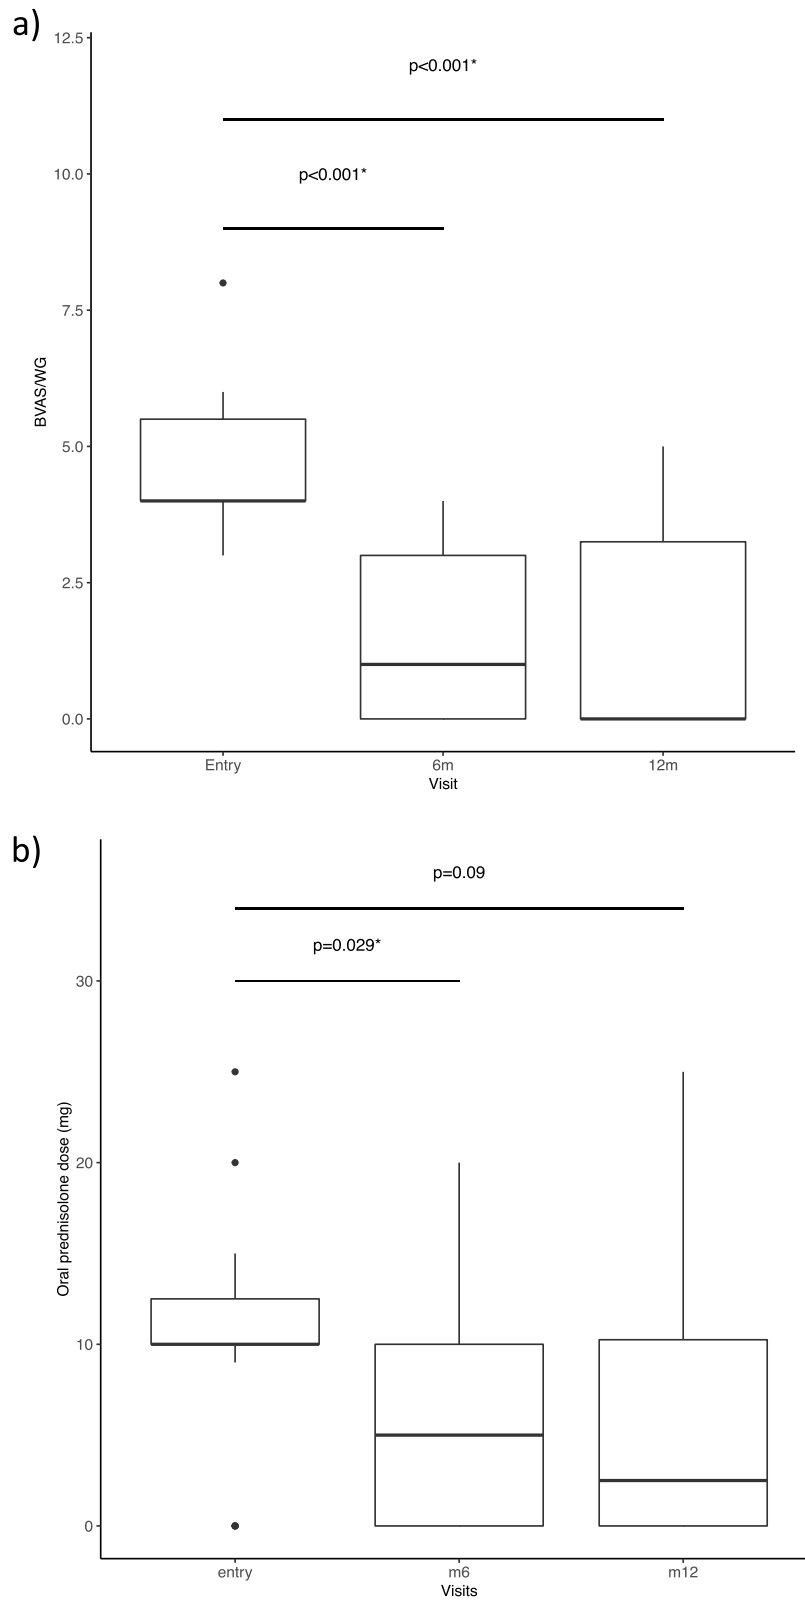 a)
12.5
p<0.001*
10.0
p<0.001*
7.5
BVAS/WG
5.0
2.5
0.0
Entry 6m 12m
Visit
b)
p=0.09
p=0.029*
30
20
Oral prednisolone dose (mg)
10
0
entry m6 m12
Visits